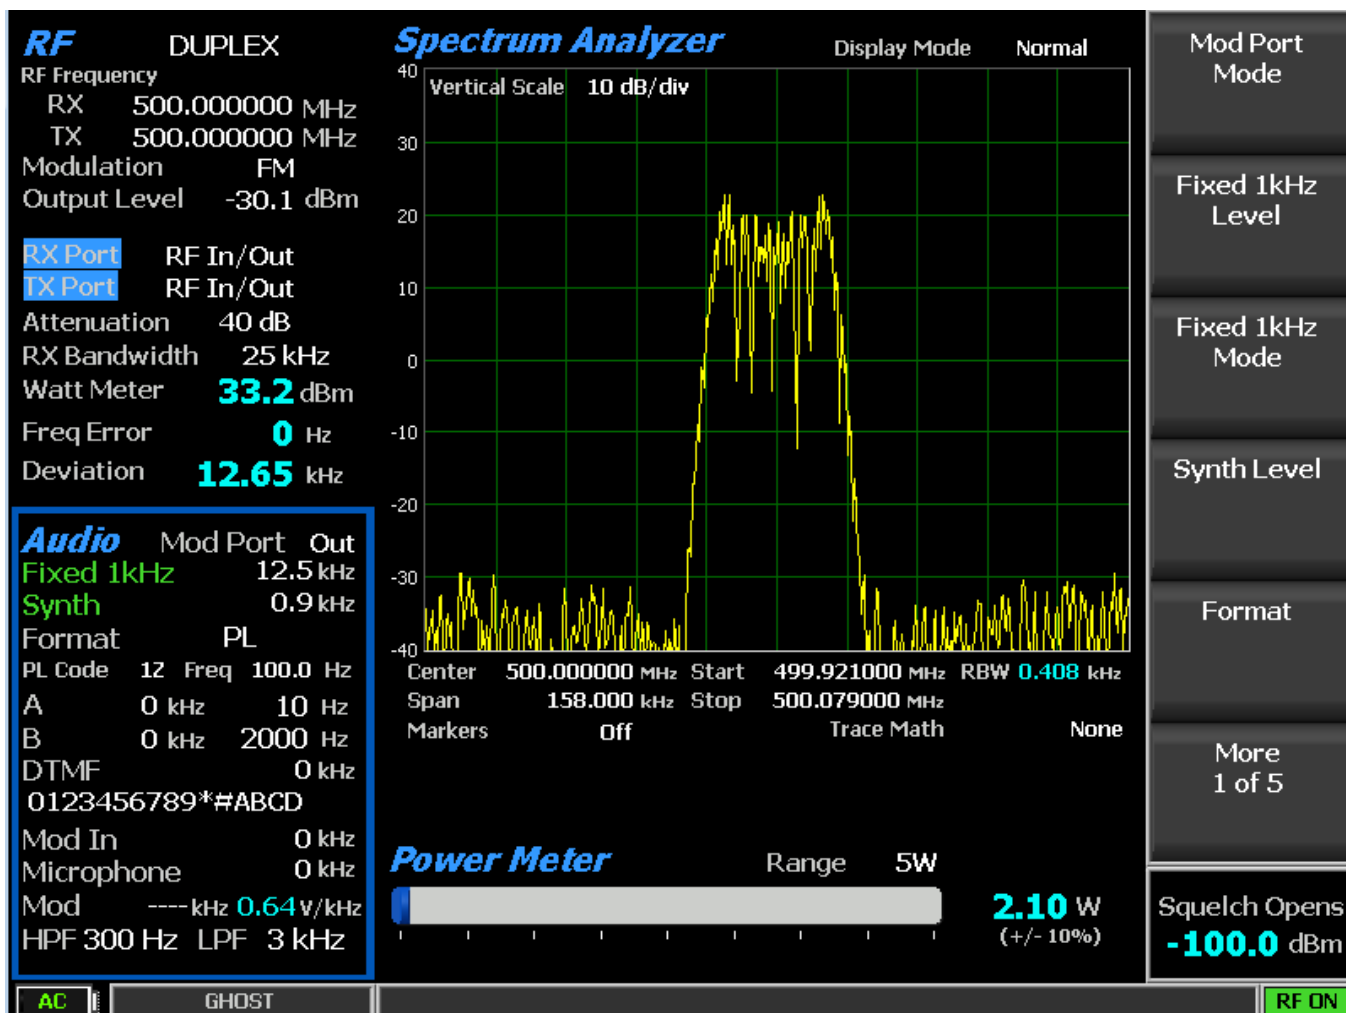 RF DUPLEX
RF Frequency
RX 500.000000 MHz
TX 500.000000 MHz
Modulation FM
Output Level -30.1 dBm
RX Port RF In/Out
TX Port RF In/Out
Attenuation 40 dB
RX Bandwidth 25 kHz
Watt Meter 33.2 dBm
Freq Error 0 Hz
Deviation 12.65 kHz
Audio Mod Port Out
Fixed 1kHz 12.5 kHz
Synth 0.9 kHz
Format PL
PL Code 1Z Freq 100.0 Hz
A 0 kHz 10 Hz
B 0 kHz 2000 Hz
DTMF 0 kHz
0123456789*#ABCD
Mod In 0 kHz
Microphone 0 kHz
Mod ----kHz 0.64 V/kHz
HPF 300 Hz LPF 3 kHz
Spectrum Analyzer Display Mode Normal
Vertical Scale 10 dB/div
40
30
20
10
0
-10
-20
-30
-40
Center 500.000000 MHz Start 499.921000 MHz RBW 0.408 kHz
Span 158.000 kHz Stop 500.079000 MHz
Markers Off Trace Math None
Power Meter Range 5W
2.10 W
(+/- 10%)
Mod Port
Mode
Fixed 1kHz
Level
Fixed 1kHz
Mode
Synth Level
Format
More
1 of 5
Squelch Opens
-100.0 dBm
AC GHOST RF ON